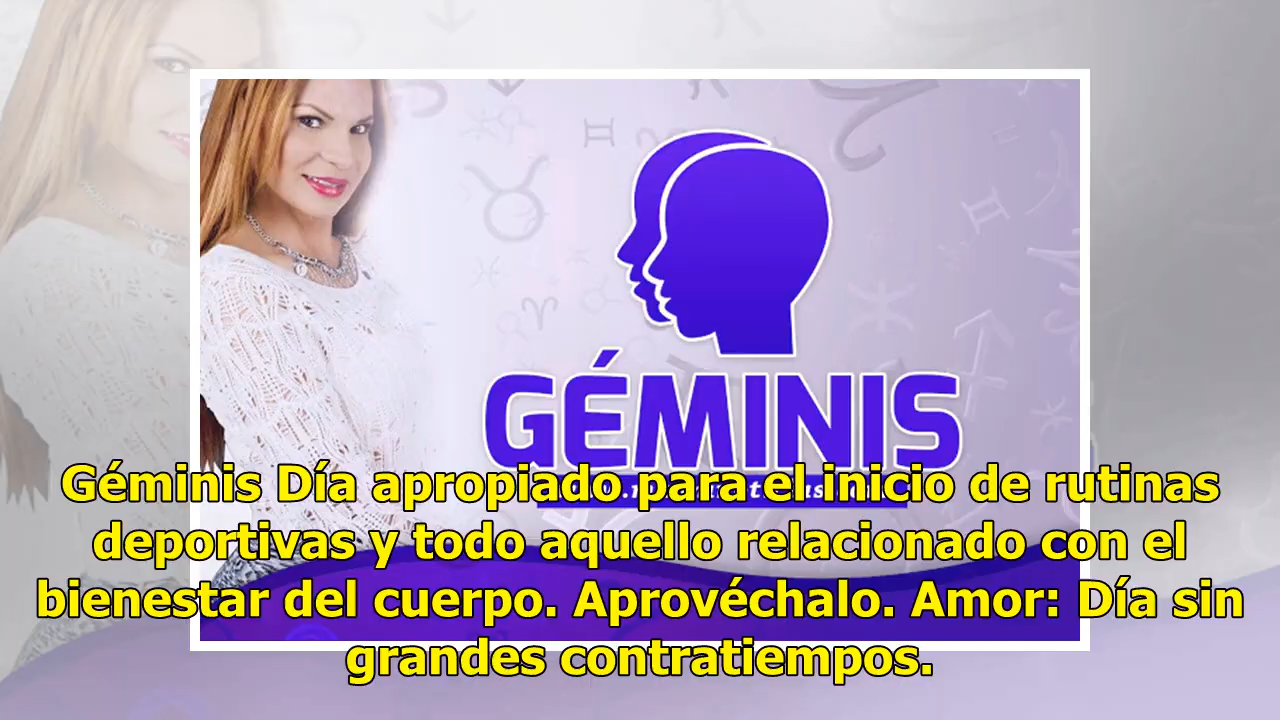 GÉMINIS
Géminis Día apropiado para el inicio de rutinas
deportivas y todo aquello relacionado con el
bienestar del cuerpo. Aprovéchalo. Amor: Día sin
grandes contratiempos.